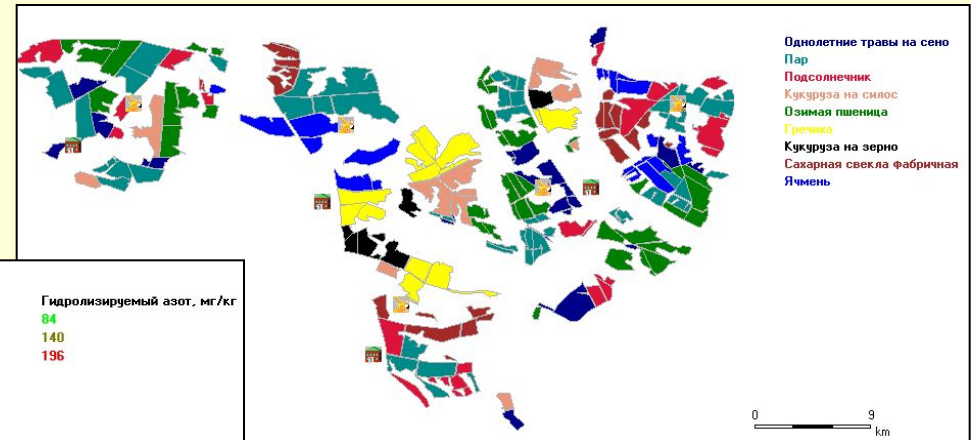 Однолетние травы на сено
Пар
Подсолнечник
Кукуруза на силос
Озимая пшеница
Гречиха
Кукуруза на зерно
Сахарная свекла фабричная
Ячмень
Гидролизируемый азот, мг/кг
84
140
196
0 9
km